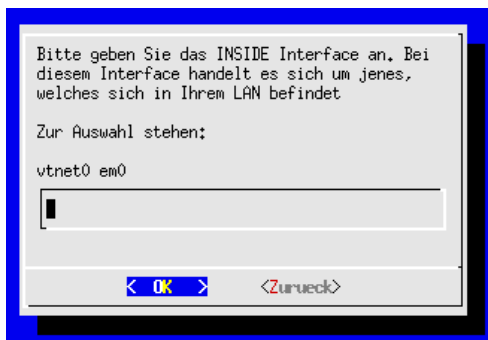 Bitte geben Sie das INSIDE Interface an. Bei
diesem Interface handelt es sich um jenes,
welches sich in Ihrem LAN befindet
Zur Auswahl stehen:
vtnet0 em0
< OK > <Zurueck>